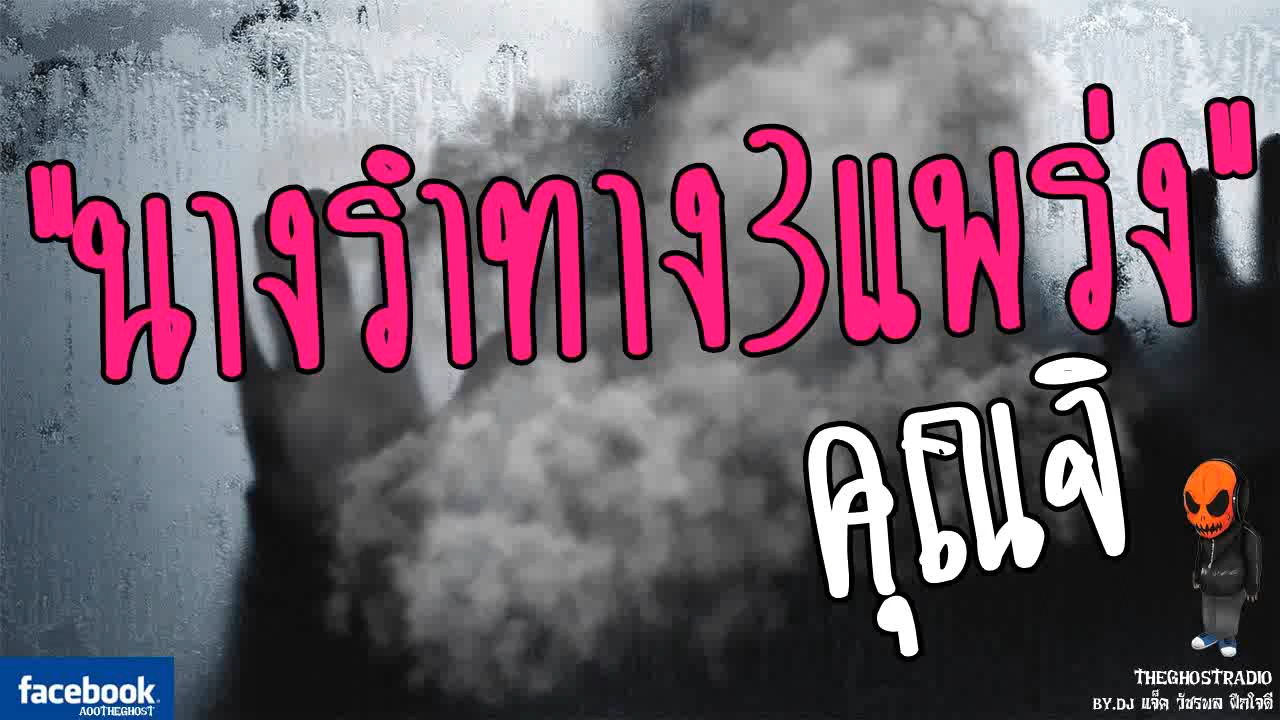 "นางรำทาง3แพร่ง"
คุณจิ
facebook.
AOOTHEGHOST
THEGHOSTRADIO
BY.DJ แจ็ค วัชรพล ฝึกใจดี